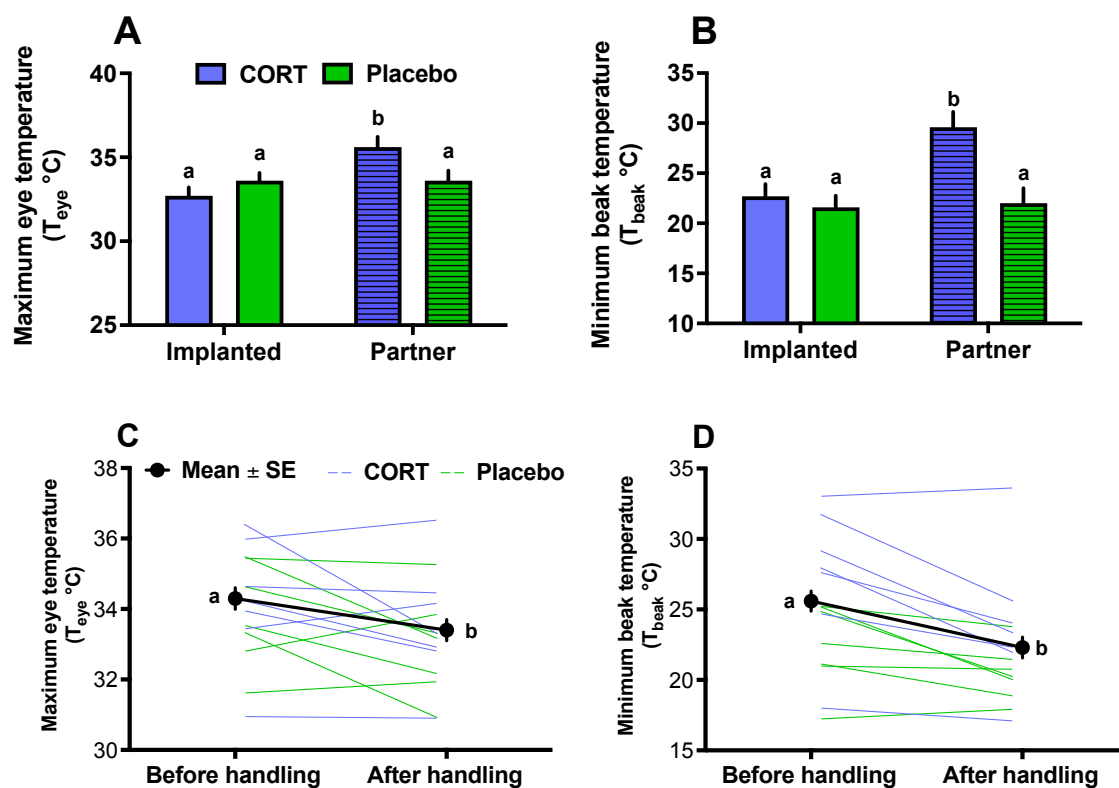 A
CORT Placebo
Maximum eye temperature
(Teye °C)
40
35
30
25
a
a
b
a
Implanted Partner
B
Minimum beak temperature
(Tbeak °C)
35
30
25
20
15
10
a
a
b
a
Implanted Partner
C
Mean ± SE CORT Placebo
Maximum eye temperature
(Teye °C)
38
36
34
32
30
a
b
Before handling After handling
D
Minimum beak temperature
(Tbeak °C)
35
30
25
20
15
a
b
Before handling After handling